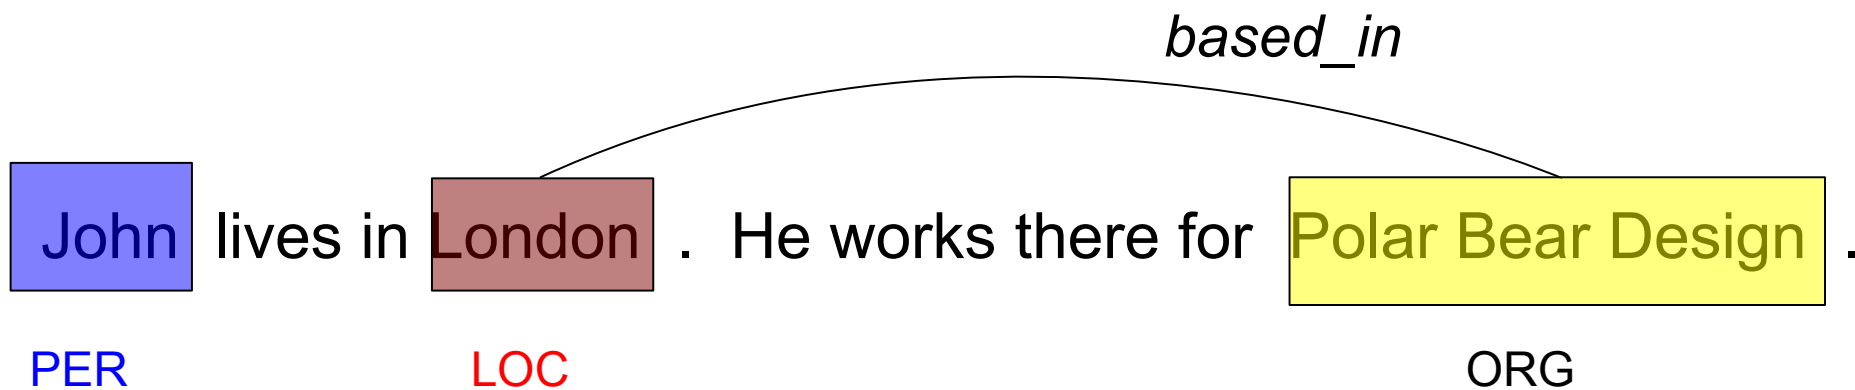 based_in
John lives in London . He works there for Polar Bear Design .
PER LOC ORG